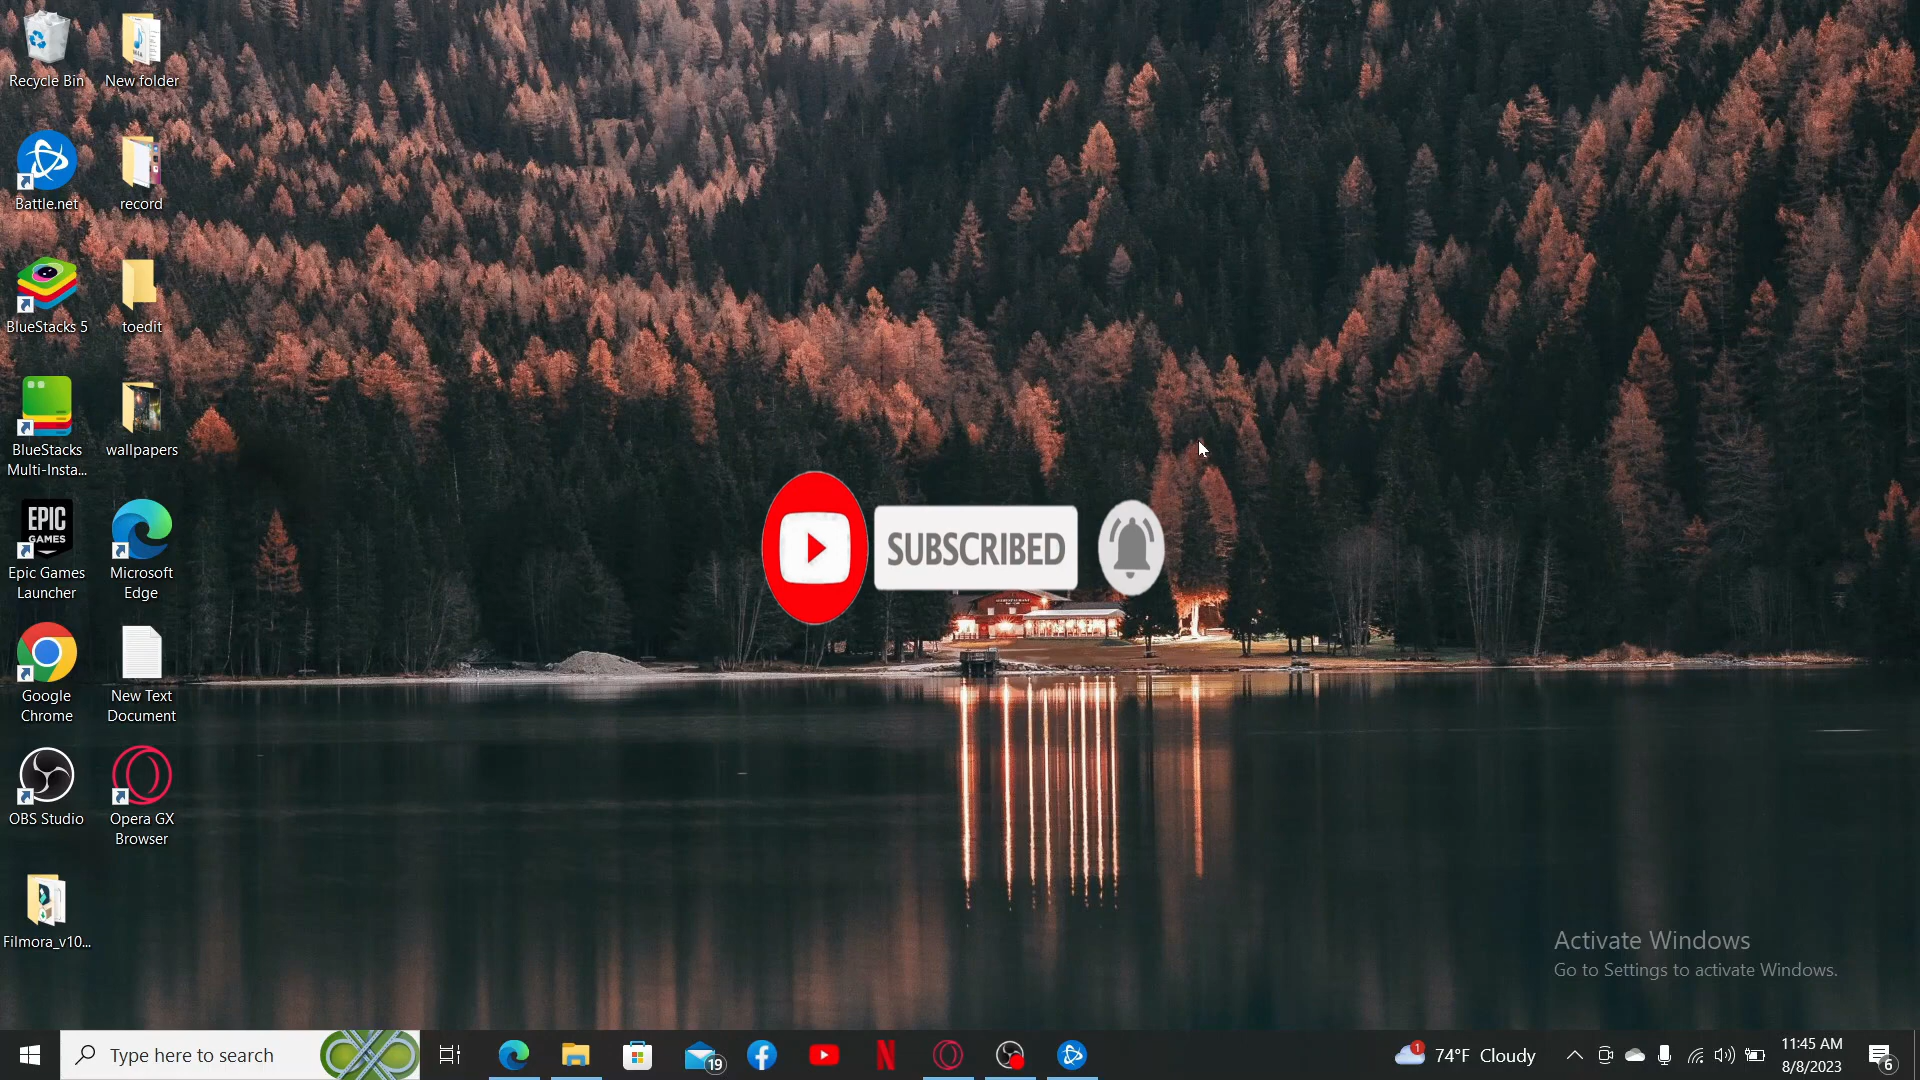 Recycle Bin
New folder
Battle.net
record
BlueStacks 5
toedit
BlueStacks
Multi-Insta...
wallpapers
EPIC
GAMES
Epic Games
Launcher
Microsoft
Edge
Google
Chrome
New Text
Document
OBS Studio
Opera GX
Browser
Filmora_v10...
SUBSCRIBED
Activate Windows
Go to Settings to activate Windows.
Type here to search
19
1
74°F Cloudy
11:45 AM
8/8/2023
6